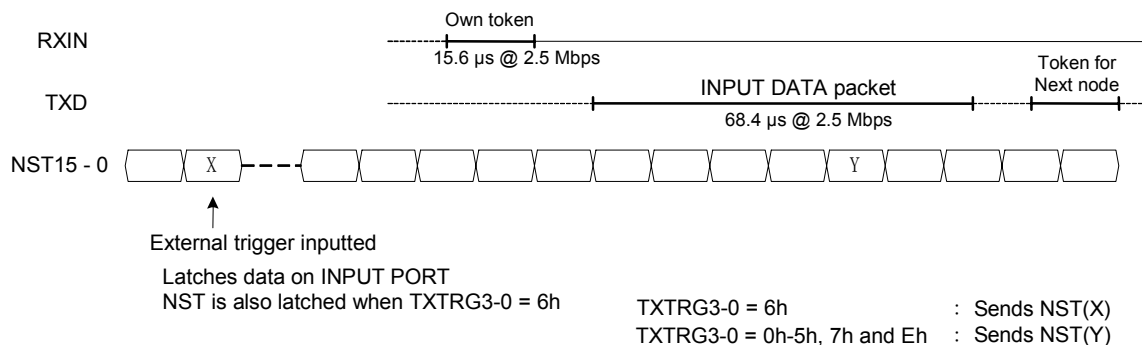 Own token
RXIN
15.6 µs @ 2.5 Mbps
Token for
Next node
INPUT DATA packet
TXD
68.4 µs @ 2.5 Mbps
NST15 - 0
X
Y
External trigger inputted
Latches data on INPUT PORT
NST is also latched when TXTRG3-0 = 6h
TXTRG3-0 = 6h : Sends NST(X)
TXTRG3-0 = 0h-5h, 7h and Eh : Sends NST(Y)